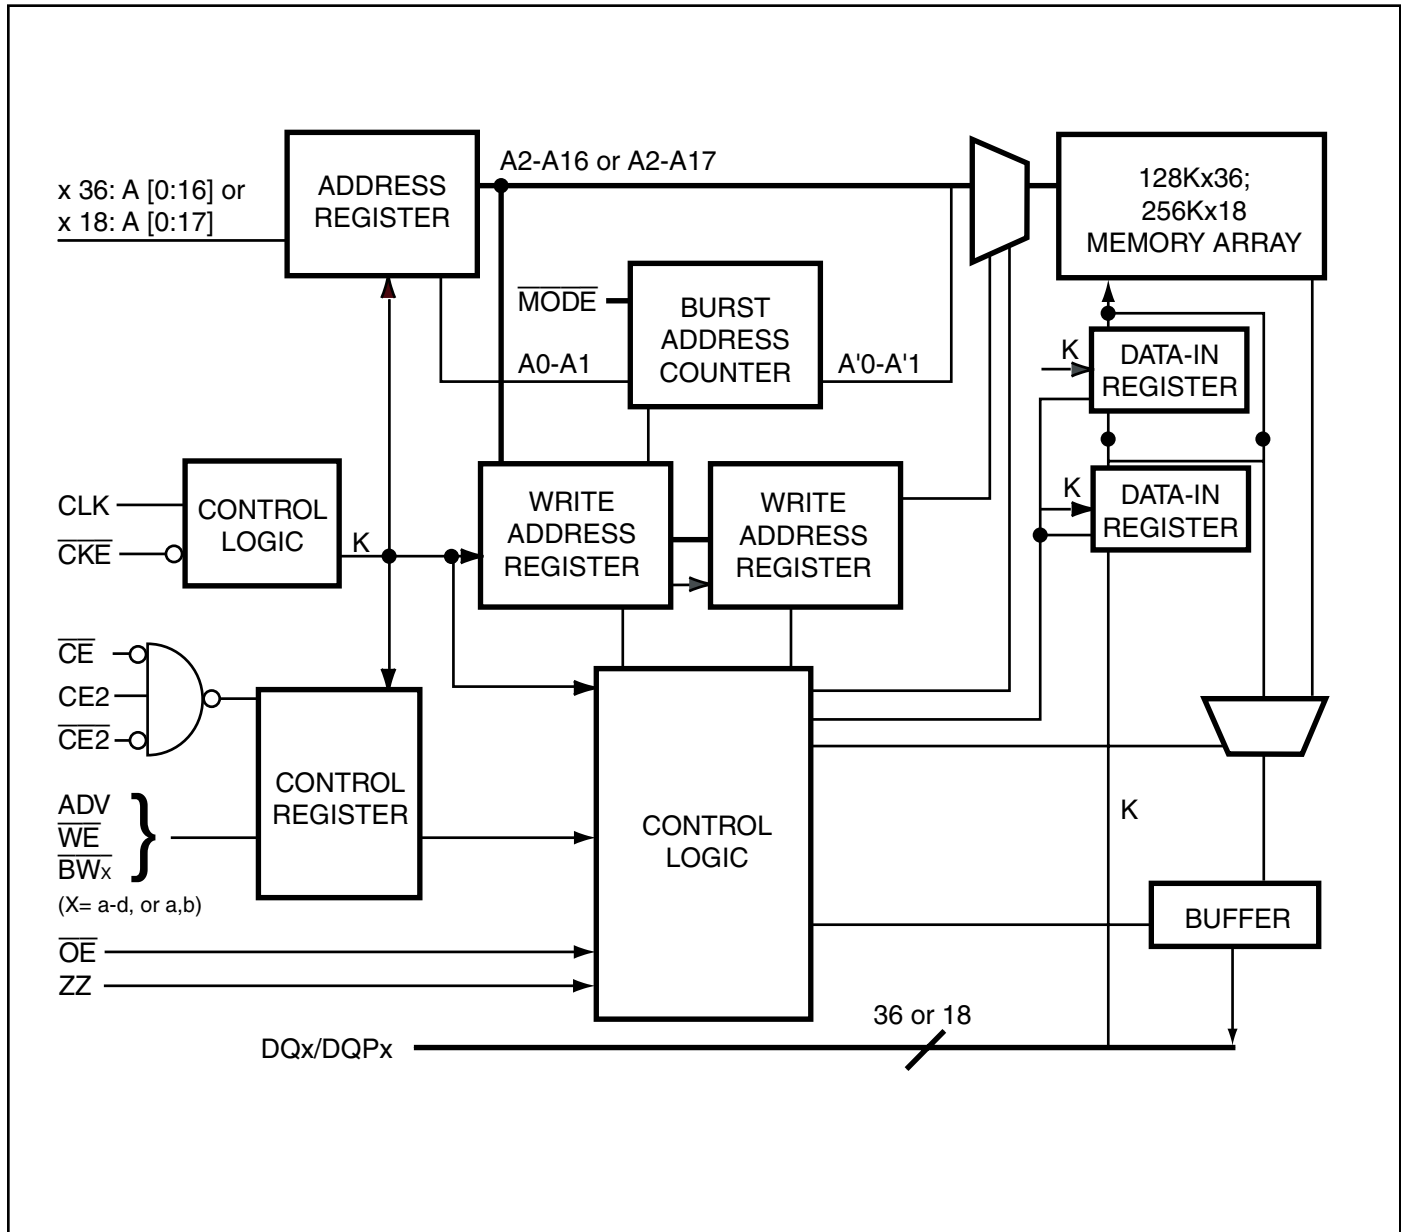 x 36: A [0:16] or
x 18: A [0:17]
ADDRESS
REGISTER
A2-A16 or A2-A17
128Kx36;
256Kx18
MEMORY ARRAY
MODE
BURST
ADDRESS
COUNTER
A0-A1
A'0-A'1
K
DATA-IN
REGISTER
K
DATA-IN
REGISTER
CLK
CKE
CONTROL
LOGIC
K
WRITE
ADDRESS
REGISTER
WRITE
ADDRESS
REGISTER
CE
CE2
CE2
ADV
WE
BWx
}
(X= a-d, or a,b)
CONTROL
REGISTER
CONTROL
LOGIC
K
BUFFER
OE
ZZ
36 or 18
DQx/DQPx